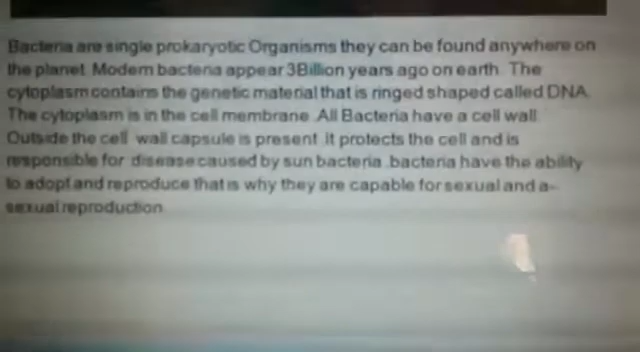 Bacteria are single prokaryotic Organisms they can be found anywhere on
the planet. Modern bacteria appear 3Billion years ago on earth. The
cytoplasm contains the genetic material that is ringed shaped called DNA.
The cytoplasm is in the cell membrane .All Bacteria have a cell wall.
Outside the cell wall capsule is present .it protects the cell and is
responsible for disease caused by sun bacteria .bacteria have the ability
to adopt and reproduce that is why they are capable for sexual and a-
sexual reproduction.